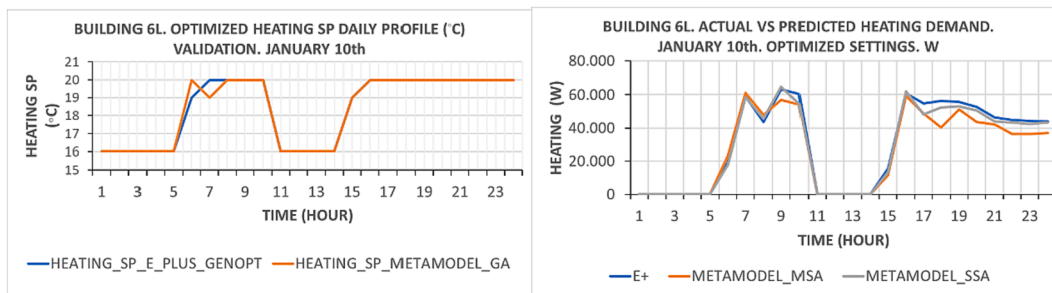 BUILDING 6L. OPTIMIZED HEATING SP DAILY PROFILE (°C)
VALIDATION. JANUARY 10th
HEATING SP
(°C)
21
20
19
18
17
16
15
1 3 5 7 9 11 13 15 17 19 21 23
TIME (HOUR)
HEATING_SP_E_PLUS_GENOPT HEATING_SP_METAMODEL_GA
BUILDING 6L. ACTUAL VS PREDICTED HEATING DEMAND.
JANUARY 10th. OPTIMIZED SETTINGS. W
HEATING (W)
80.000
60.000
40.000
20.000
0
1 3 5 7 9 11 13 15 17 19 21 23
TIME (HOUR)
E+ METAMODEL_MSA METAMODEL_SSA